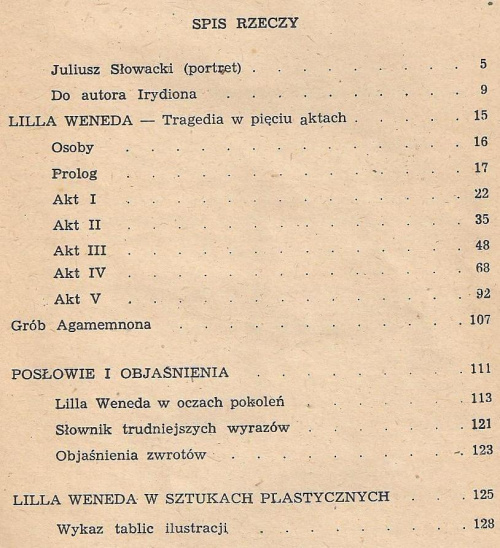 SPIS RZECZY
Juliusz Słowacki (portret) . . . . . . . . 5
Do autora Irydiona . . . . . . . . 9
LILLA WENEDA — Tragedia w pięciu aktach . . . . 15
Osoby . . . . . . . . . . . 16
Prolog . . . . . . . . . . . 17
Akt I . . . . . . . . . . . 22
Akt II . . . . . . . . . . . 35
Akt III . . . . . . . . . . . 48
Akt IV . . . . . . . . . . . 68
Akt V . . . . . . . . . . . 92
Grób Agamemnona . . . . . . . . . 107
POSŁOWIE I OBJAŚNIENIA . . . . . . . 111
Lilla Weneda w oczach pokoleń . . . . . . 113
Słownik trudniejszych wyrazów . . . . . . 121
Objaśnienia zwrotów . . . . . . . . 123
LILLA WENEDA W SZTUKACH PLASTYCZNYCH . . . 125
Wykaz tablic ilustracji . . . . . . . . 128